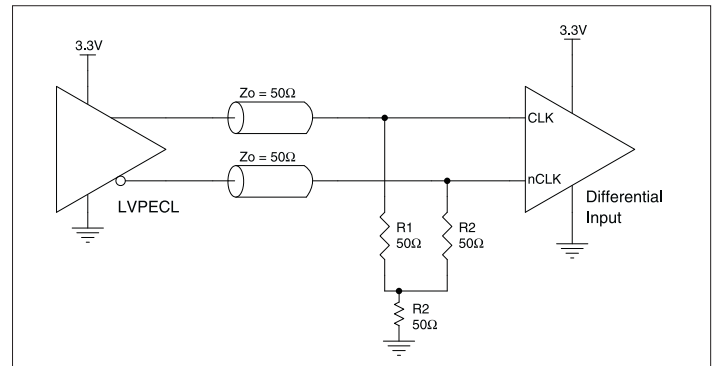 3.3V
3.3V
Zo = 50Ω
CLK
Zo = 50Ω
nCLK
LVPECL
Differential
Input
R1
50Ω
R2
50Ω
R2
50Ω